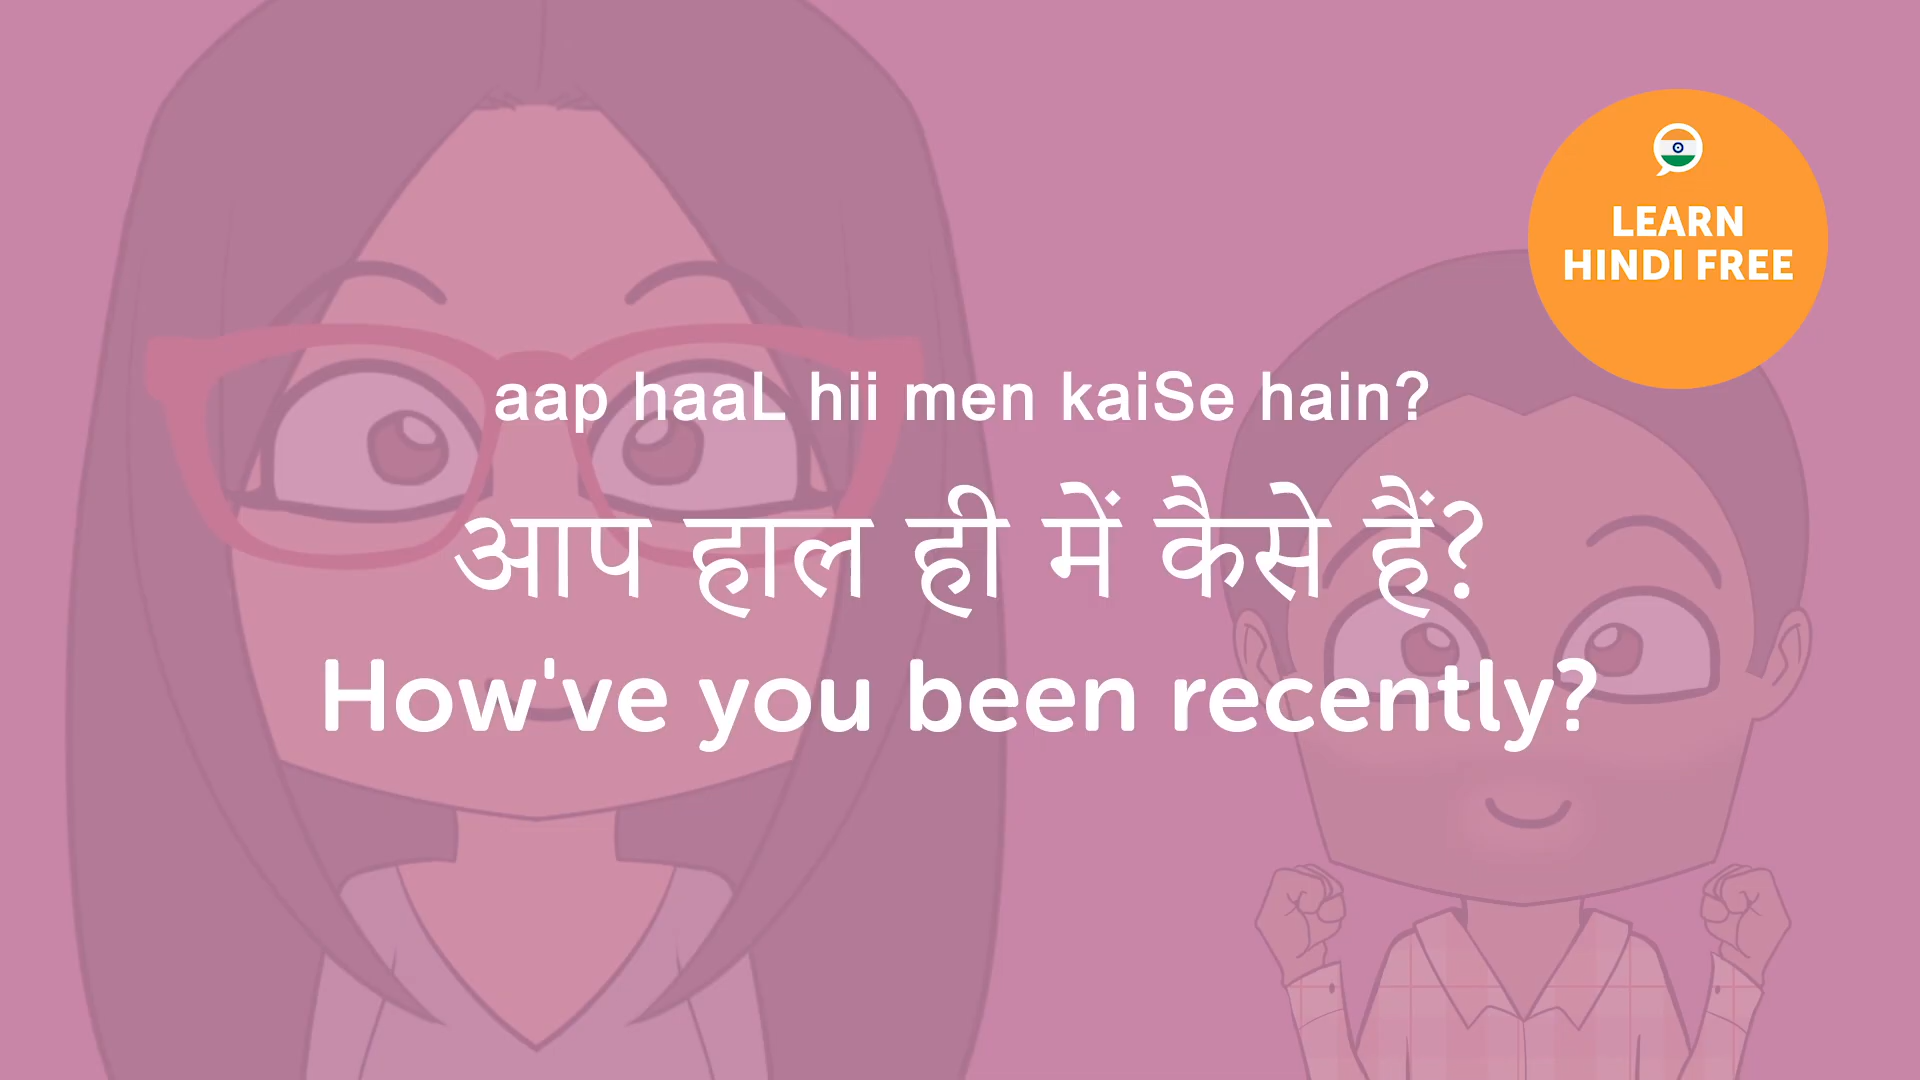 LEARN
HINDI FREE
aap haaL hii men kaiSe hain?
आप हाल ही में कैसे हैं?
How've you been recently?